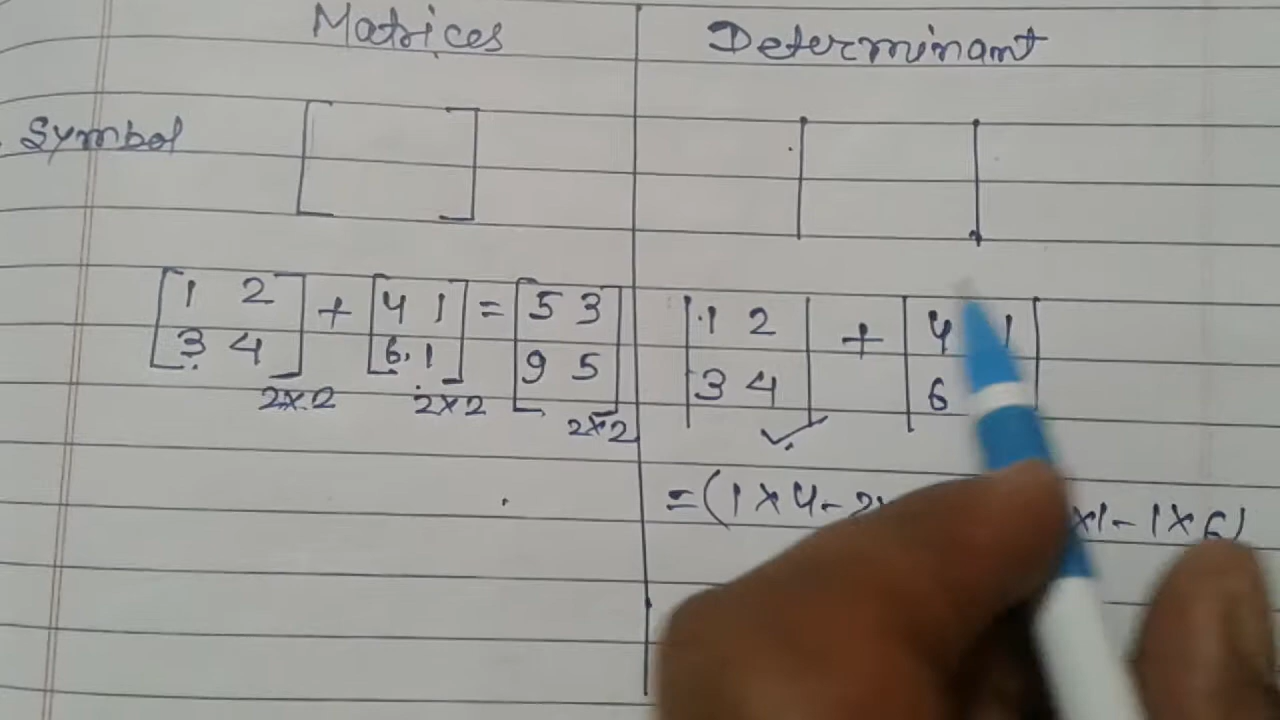 Matrices Determinant
Symbol [ ] | |
[1 2 + [4 1 = [5 3 |1 2| + |4 1|
3 4] 6 1] 9 5] |3 4| |6
2×2 2×2 2×2
=(1×4-2 ×1-1×6)